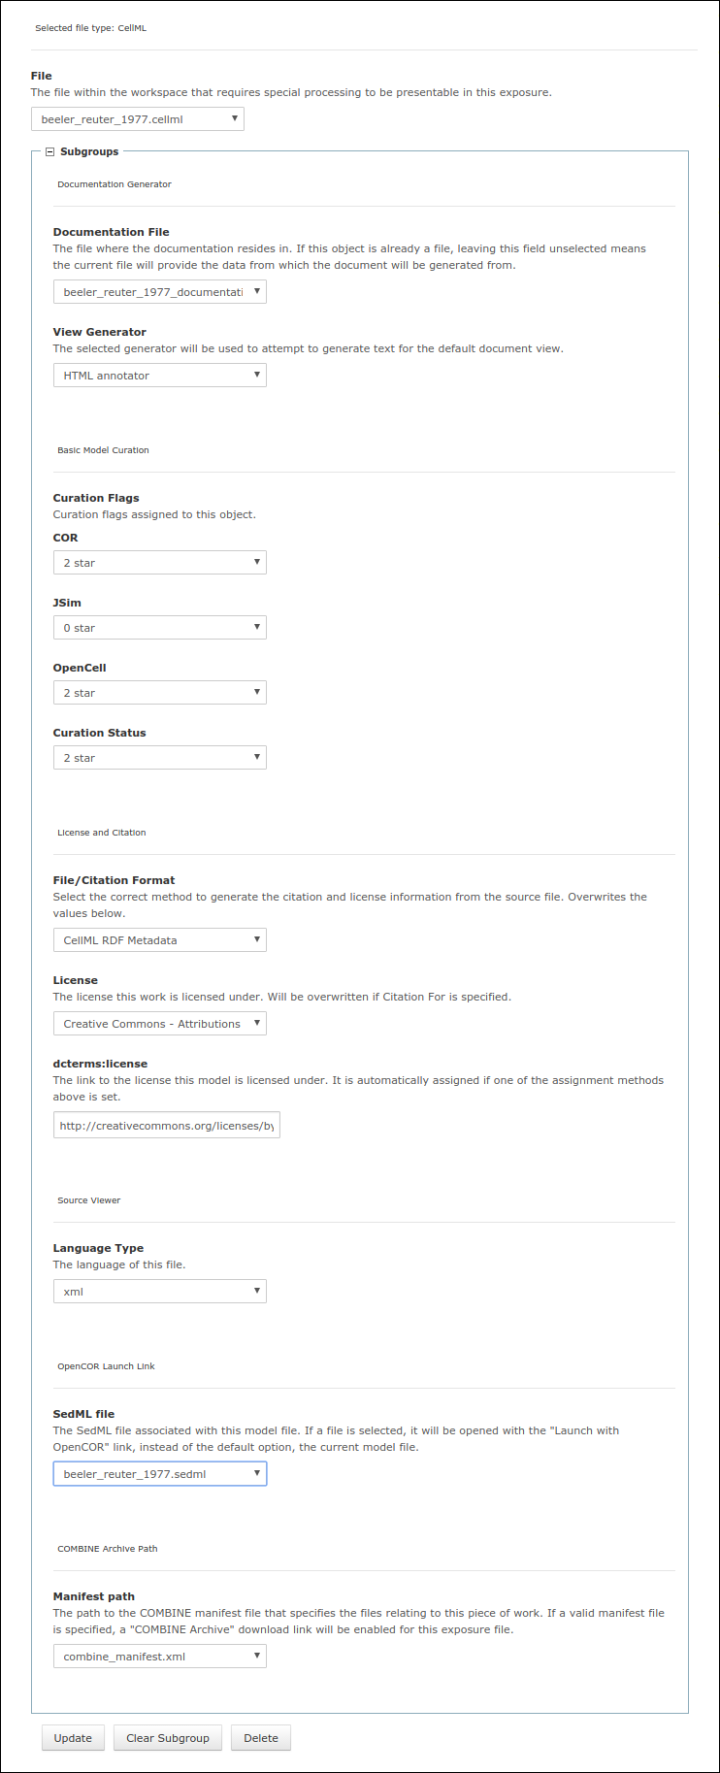 Selected file type: CellML
File
The file within the workspace that requires special processing to be presentable in this exposure.
beeler_reuter_1977.cellml
Subgroups
Documentation Generator
Documentation File
The file where the documentation resides in. If this object is already a file, leaving this field unselected means
the current file will provide the data from which the document will be generated from.
beeler_reuter_1977_documentati
View Generator
The selected generator will be used to attempt to generate text for the default document view.
HTML annotator
Basic Model Curation
Curation Flags
Curation flags assigned to this object.
COR
2 star
JSim
0 star
OpenCell
2 star
Curation Status
2 star
License and Citation
File/Citation Format
Select the correct method to generate the citation and license information from the source file. Overwrites the
values below.
CellML RDF Metadata
License
The license this work is licensed under. Will be overwritten if Citation For is specified.
Creative Commons - Attributions
dcterms:license
The link to the license this model is licensed under. It is automatically assigned if one of the assignment methods
above is set.
http://creativecommons.org/licenses/by
Source Viewer
Language Type
The language of this file.
xml
OpenCOR Launch Link
SedML file
The SedML file associated with this model file. If a file is selected, it will be opened with the "Launch with
OpenCOR" link, instead of the default option, the current model file.
beeler_reuter_1977.sedml
COMBINE Archive Path
Manifest path
The path to the COMBINE manifest file that specifies the files relating to this piece of work. If a valid manifest file
is specified, a "COMBINE Archive" download link will be enabled for this exposure file.
combine_manifest.xml
Update Clear Subgroup Delete